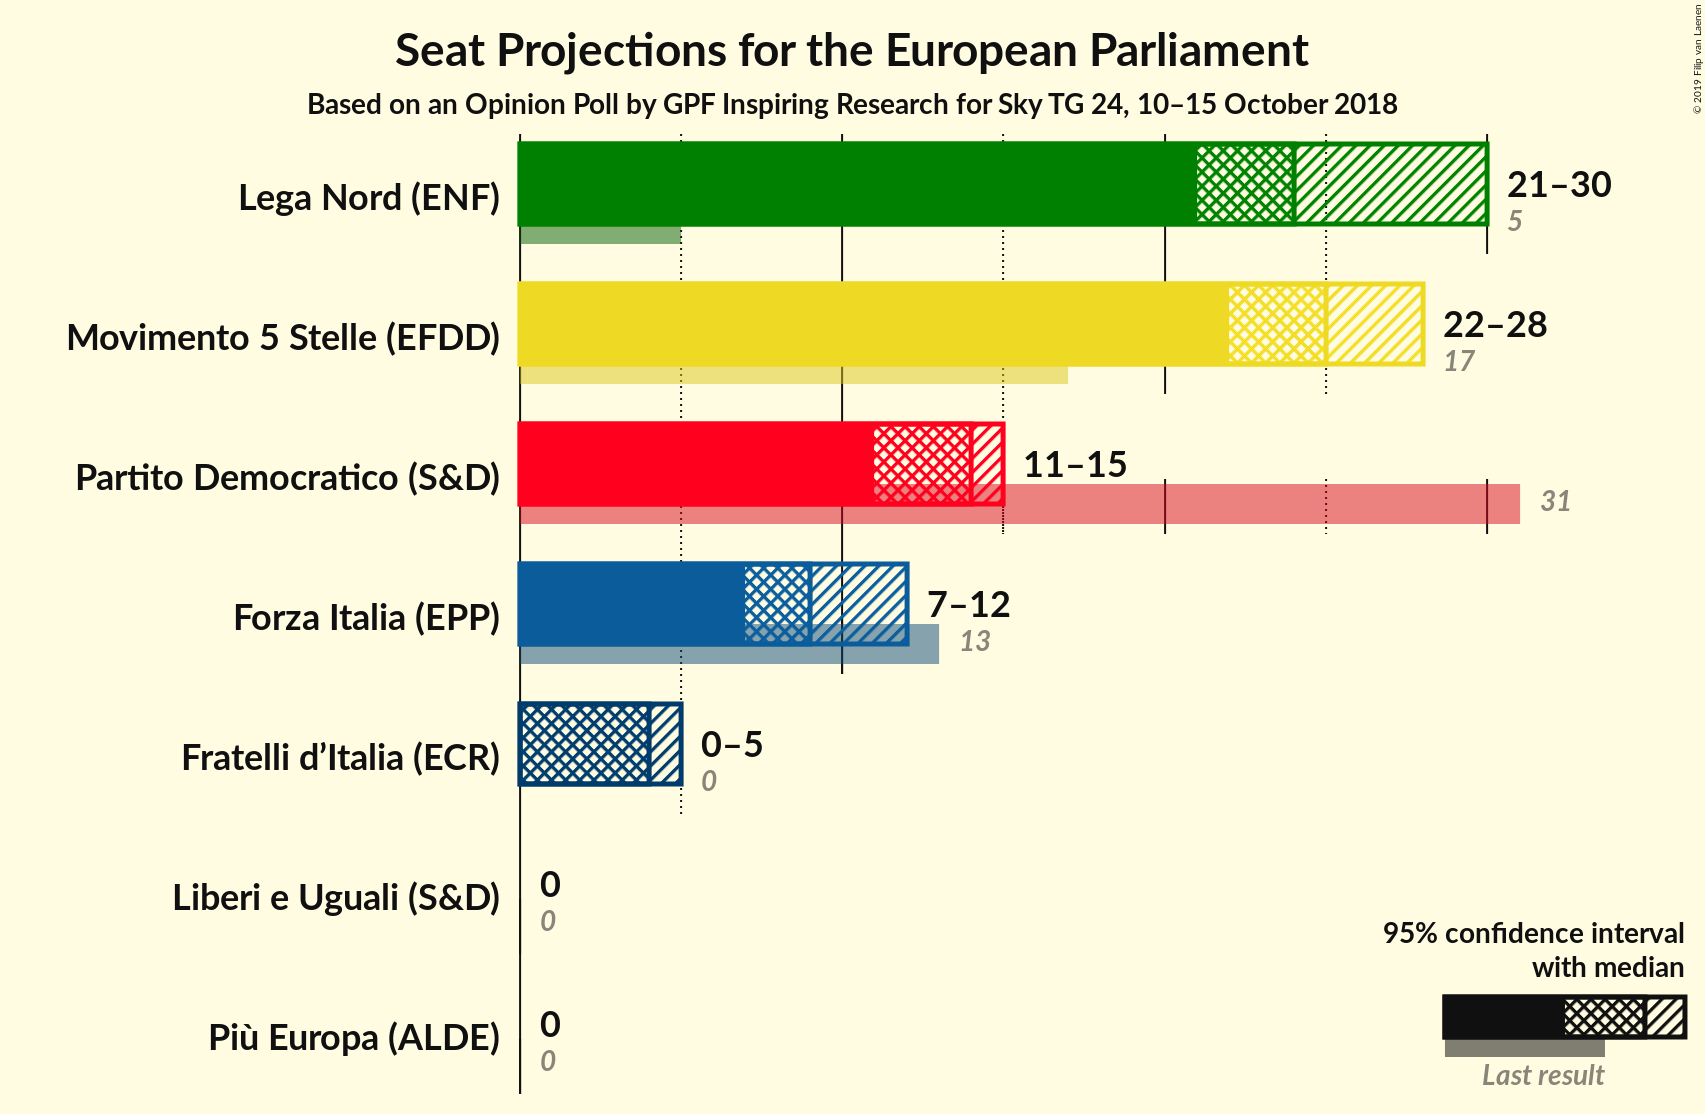 Seat Projections for the European Parliament
Based on an Opinion Poll by GPF Inspiring Research for Sky TG 24, 10–15 October 2018
© 2019 Filip van Laenen
Lega Nord (ENF)
21–30
5
Movimento 5 Stelle (EFDD)
22–28
17
Partito Democratico (S&D)
11–15
31
Forza Italia (EPP)
7–12
13
Fratelli d’Italia (ECR)
0–5
0
Liberi e Uguali (S&D)
0
0
Più Europa (ALDE)
0
0
95% confidence interval
with median
Last result